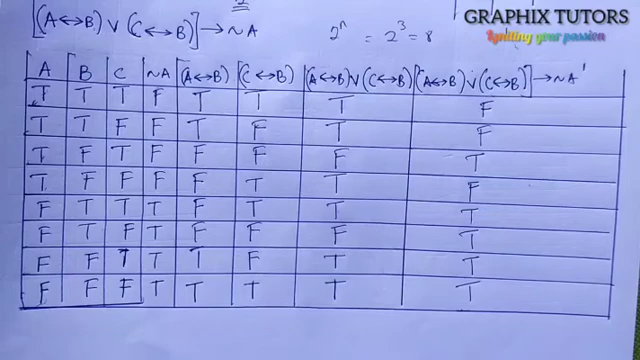 [(A↔B) ∨ (C↔B)] → ~A
2ⁿ = 2³ = 8
GRAPHIX TUTORS
Igniting your passion
A B C ~A (A↔B) (C↔B) (A↔B)∨(C↔B) [(A↔B)∨(C↔B)]→~A
T T T F T T T F
T T F F T F T F
T F T F F F F T
T F F F F T T F
F T T T F T T T
F T F T F F F T
F F T T T F T T
F F F T T T T T